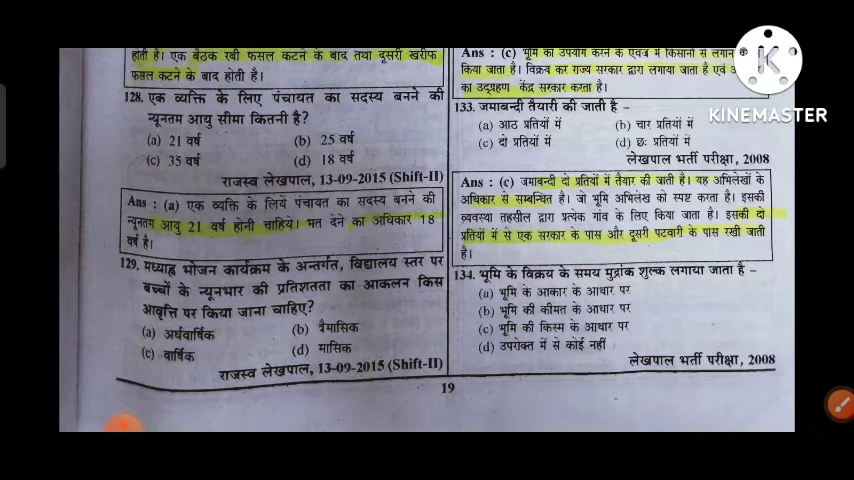 होती है। एक बैठक रबी फसल कटने के बाद तथा दूसरी खरीफ
फसल कटने के बाद होती है।
128. एक व्यक्ति के लिए पंचायत का सदस्य बनने की
न्यूनतम आयु सीमा कितनी है?
(a) 21 वर्ष (b) 25 वर्ष
(c) 35 वर्ष (d) 18 वर्ष
राजस्व लेखपाल, 13-09-2015 (Shift-II)
Ans : (a) एक व्यक्ति के लिये पंचायत का सदस्य बनने की
न्यूनतम आयु 21 वर्ष होनी चाहिये। मत देने का अधिकार 18
वर्ष है।
129. मध्याह्न भोजन कार्यक्रम के अन्तर्गत, विद्यालय स्तर पर
बच्चों के न्यूनभार की प्रतिशतता का आकलन किस
आवृत्ति पर किया जाना चाहिए?
(a) अर्धवार्षिक (b) त्रैमासिक
(c) वार्षिक (d) मासिक
राजस्व लेखपाल, 13-09-2015 (Shift-II)
Ans : (c) भूमि का उपयोग करने के एवज में किसानों से लगान
किया जाता है। विक्रय कर राज्य सरकार द्वारा लगाया जाता है एवं
का उद्ग्रहण केंद्र सरकार करता है।
133. जमाबन्दी तैयारी की जाती है –
(a) आठ प्रतियों में (b) चार प्रतियों में
(c) दो प्रतियों में (d) छः प्रतियों में
लेखपाल भर्ती परीक्षा, 2008
Ans : (c) जमाबन्दी दो प्रतियों में तैयार की जाती है। यह अभिलेखों के
अधिकार से सम्बन्धित है। जो भूमि अभिलेख को स्पष्ट करता है। इसकी
व्यवस्था तहसील द्वारा प्रत्येक गांव के लिए किया जाता है। इसकी दो
प्रतियों में से एक सरकार के पास और दूसरी पटवारी के पास रखी जाती
है।
134. भूमि के विक्रय के समय मुद्रांक शुल्क लगाया जाता है –
(a) भूमि के आकार के आधार पर
(b) भूमि की कीमत के आधार पर
(c) भूमि की किस्म के आधार पर
(d) उपरोक्त में से कोई नहीं
लेखपाल भर्ती परीक्षा, 2008
19
KINEMASTER